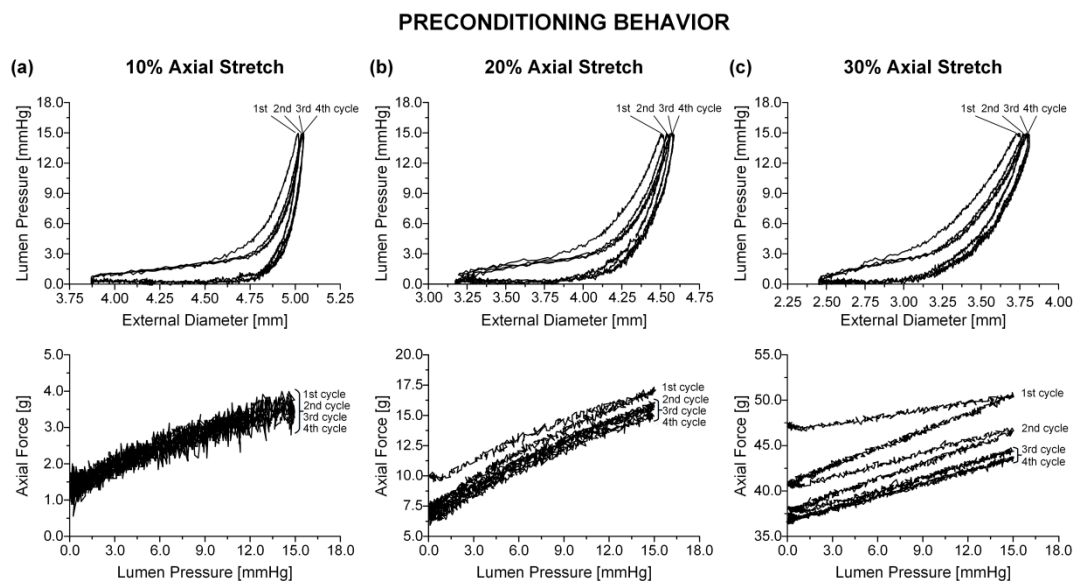 PRECONDITIONING BEHAVIOR
(a) 10% Axial Stretch
18.0
15.0
12.0
9.0
6.0
3.0
0.0
Lumen Pressure [mmHg]
1st 2nd 3rd 4th cycle
3.75 4.00 4.25 4.50 4.75 5.00 5.25
External Diameter [mm]
(b) 20% Axial Stretch
18.0
15.0
12.0
9.0
6.0
3.0
0.0
Lumen Pressure [mmHg]
1st 2nd 3rd 4th cycle
3.00 3.25 3.50 3.75 4.00 4.25 4.50 4.75
External Diameter [mm]
(c) 30% Axial Stretch
18.0
15.0
12.0
9.0
6.0
3.0
0.0
Lumen Pressure [mmHg]
1st 2nd 3rd 4th cycle
2.25 2.50 2.75 3.00 3.25 3.50 3.75 4.00
External Diameter [mm]
5.0
4.0
3.0
2.0
1.0
0.0
Axial Force [g]
1st cycle
2nd cycle
3rd cycle
4th cycle
0.0 3.0 6.0 9.0 12.0 15.0 18.0
Lumen Pressure [mmHg]
20.0
17.5
15.0
12.5
10.0
7.5
5.0
Axial Force [g]
1st cycle
2nd cycle
3rd cycle
4th cycle
0.0 3.0 6.0 9.0 12.0 15.0 18.0
Lumen Pressure [mmHg]
55.0
50.0
45.0
40.0
35.0
Axial Force [g]
1st cycle
2nd cycle
3rd cycle
4th cycle
0.0 3.0 6.0 9.0 12.0 15.0 18.0
Lumen Pressure [mmHg]